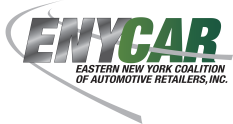 ENYCAR
EASTERN NEW YORK COALITION
OF AUTOMOTIVE RETAILERS, INC.